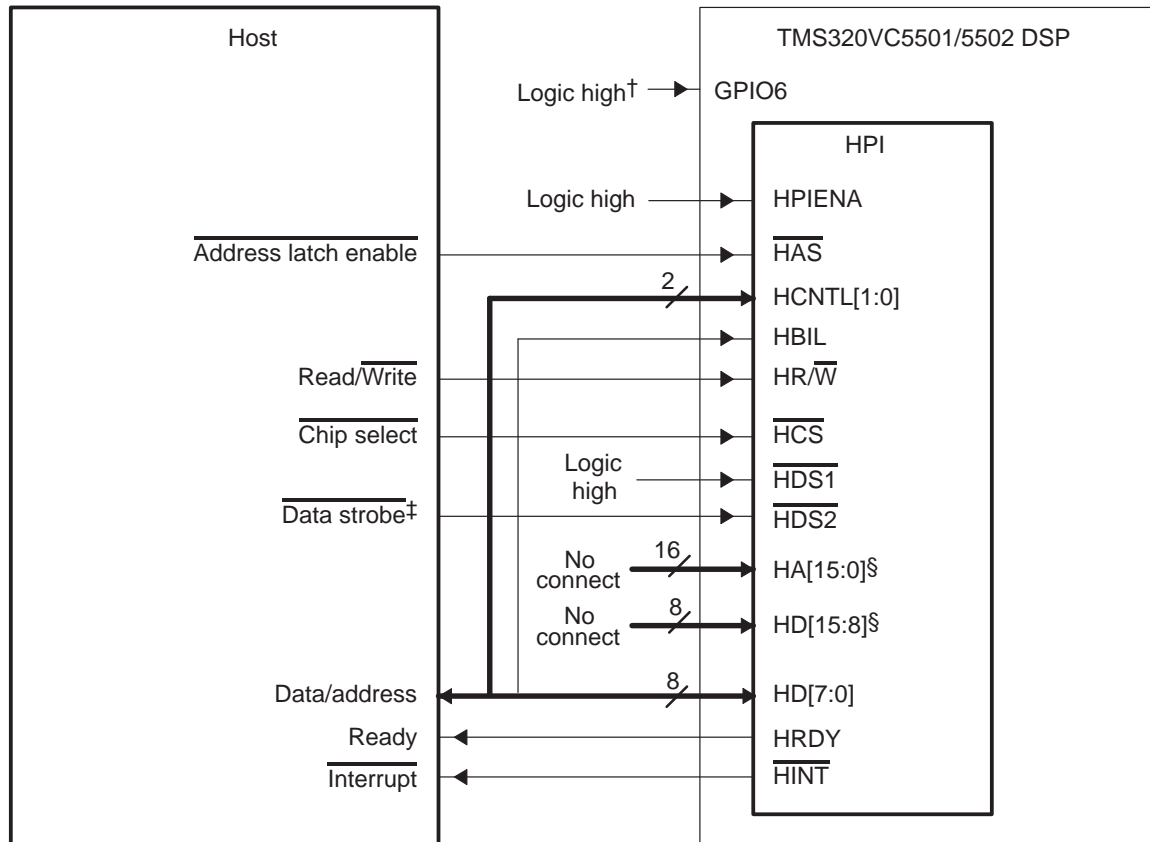 Host
TMS320VC5501/5502 DSP
Logic high†
GPIO6
HPI
Logic high
HPIENA
Address latch enable
HAS
2
HCNTL[1:0]
HBIL
Read/Write
HR/W
Chip select
HCS
Logic
high
HDS1
Data strobe‡
HDS2
No
connect
16
HA[15:0]§
No
connect
8
HD[15:8]§
Data/address
8
HD[7:0]
Ready
HRDY
Interrupt
HINT